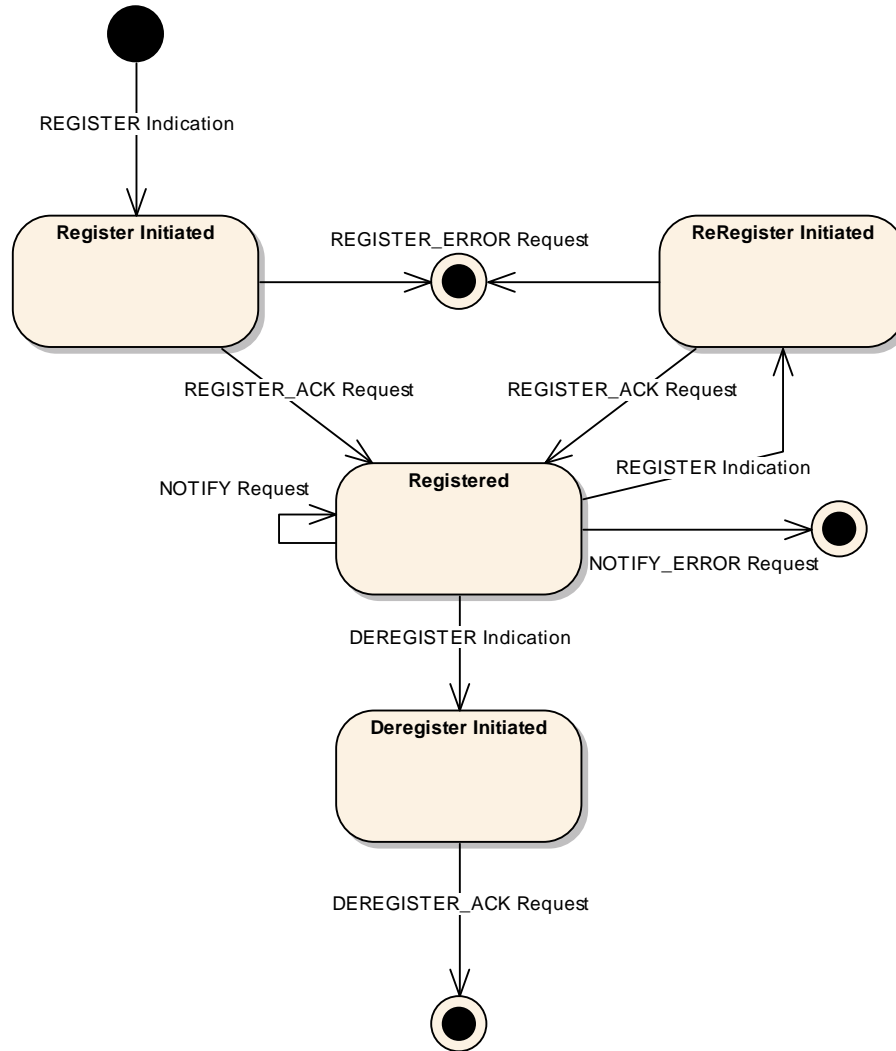 REGISTER Indication
Register Initiated
REGISTER_ERROR Request
ReRegister Initiated
REGISTER_ACK Request
REGISTER_ACK Request
REGISTER Indication
Registered
NOTIFY Request
NOTIFY_ERROR Request
DEREGISTER Indication
Deregister Initiated
DEREGISTER_ACK Request